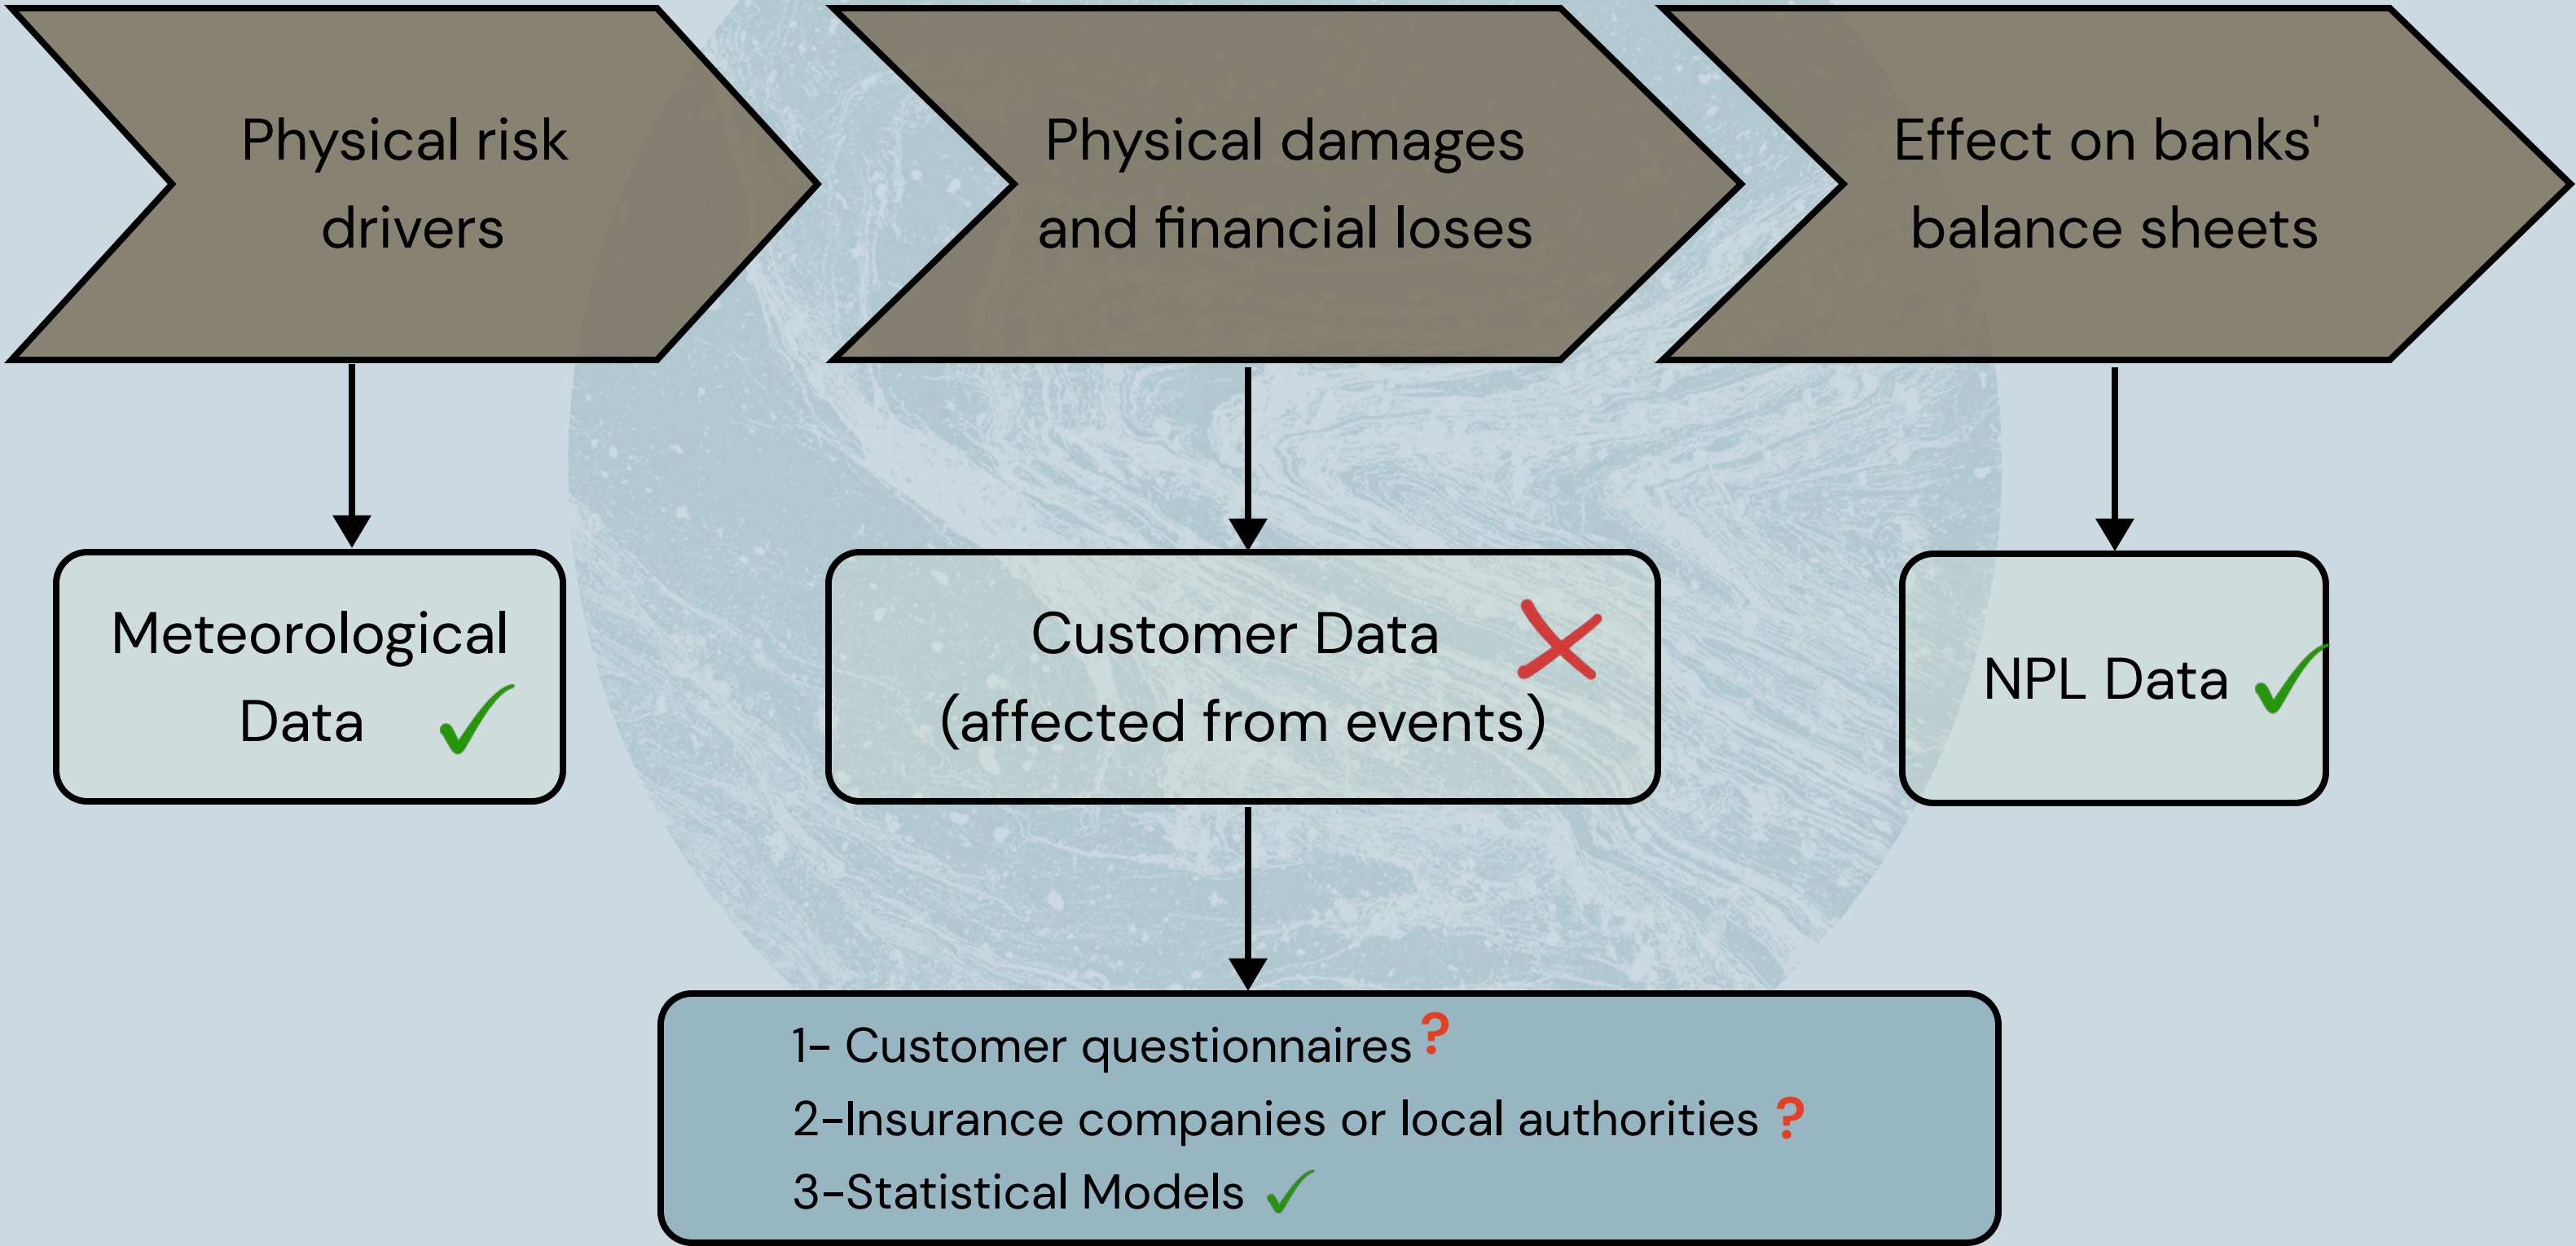 Physical risk
drivers
Physical damages
and financial loses
Effect on banks'
balance sheets
Meteorological
Data
Customer Data
(affected from events)
NPL Data
1- Customer questionnaires ?
2-Insurance companies or local authorities ?
3-Statistical Models